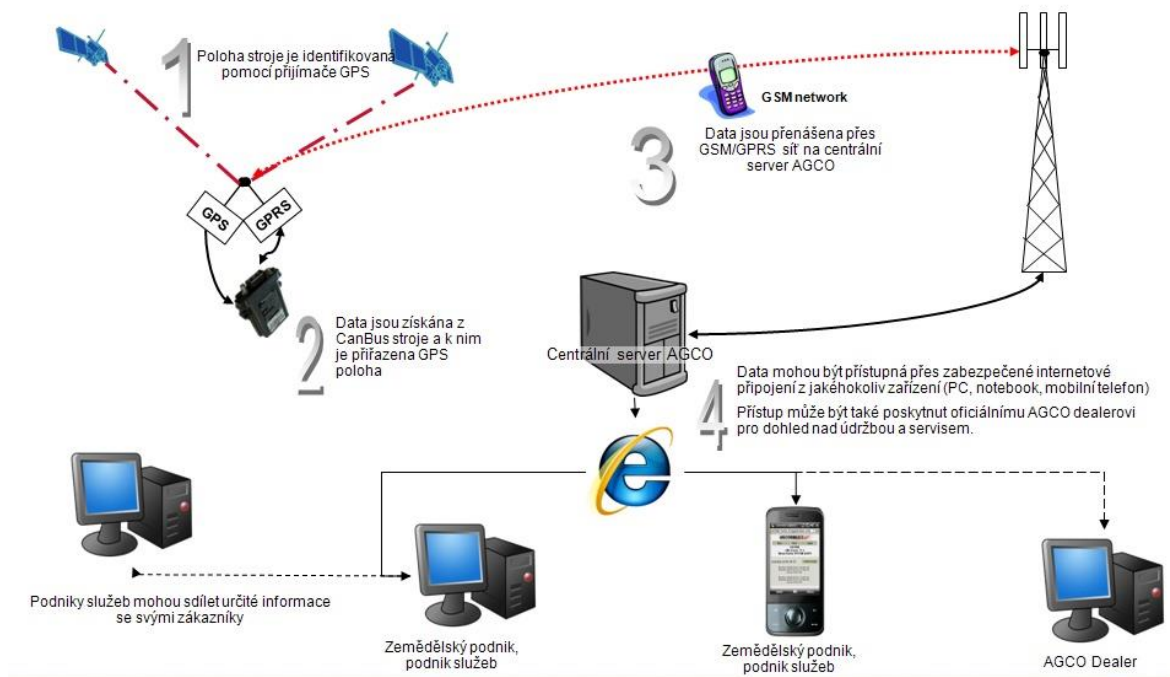 1
Poloha stroje je identifikovaná
pomocí přijímače GPS
GSM network
3
Data jsou přenášena přes
GSM/GPRS síť na centrální
server AGCO
GPS
GPRS
2
Data jsou získána z
CanBus stroje a k nim
je přiřazena GPS
poloha
Centrální server AGCO
4
Data mohou být přístupná přes zabezpečené internetové
připojení z jakéhokoliv zařízení (PC, notebook, mobilní telefon)
Přístup může být také poskytnut oficiálnímu AGCO dealerovi
pro dohled nad údržbou a servisem.
Podniky služeb mohou sdílet určité informace
se svými zákazníky
Zemědělský podnik,
podnik služeb
Zemědělský podnik,
podnik služeb
AGCO Dealer